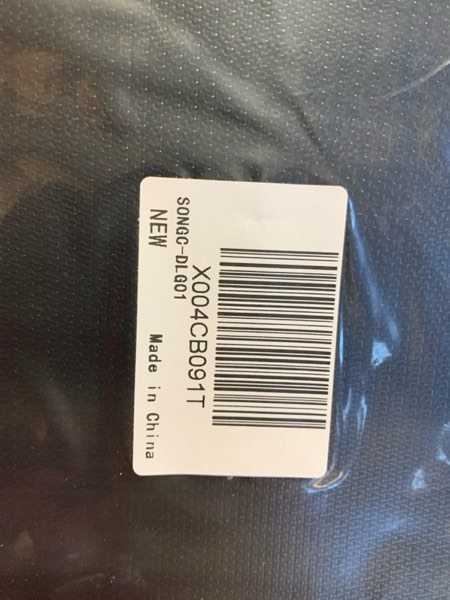 X004CB091T
SONGC-DLG01
NEW Made in China